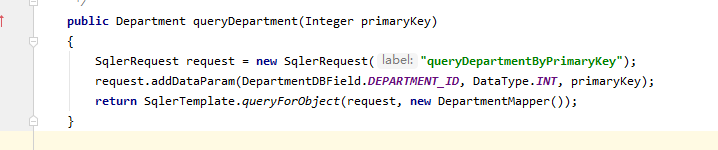 */
public Department queryDepartment(Integer primaryKey)
{
SqlerRequest request = new SqlerRequest( label: "queryDepartmentByPrimaryKey");
request.addDataParam(DepartmentDBField.DEPARTMENT_ID, DataType.INT, primaryKey);
return SqlerTemplate.queryForObject(request, new DepartmentMapper());
}